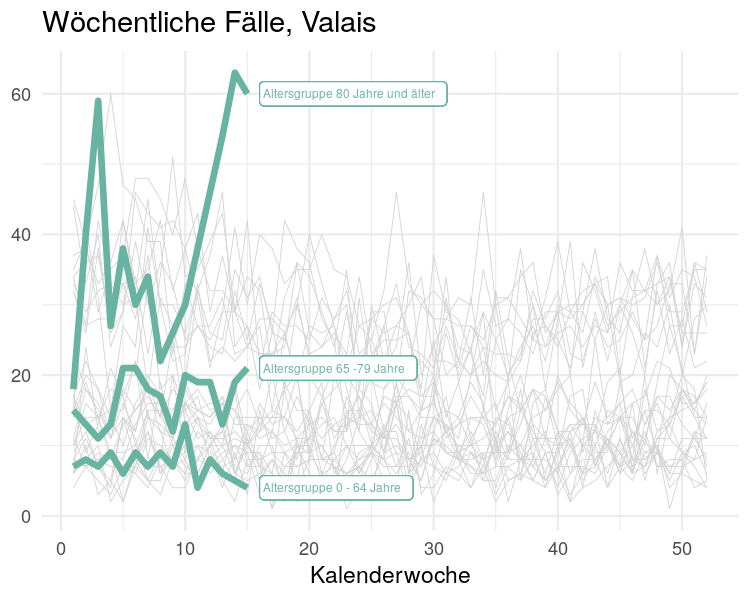 Wöchentliche Fälle, Valais
60
Altersgruppe 80 Jahre und älter
40
20
Altersgruppe 65 -79 Jahre
Altersgruppe 0 - 64 Jahre
0
0 10 20 30 40 50
Kalenderwoche